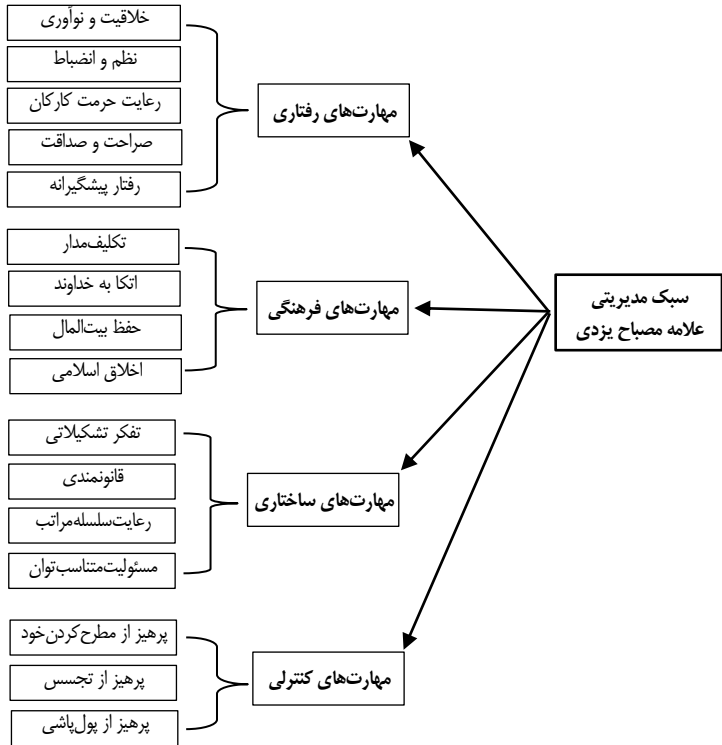 سبک مدیریتی
علامه مصباح یزدی
مهارت‌های رفتاری
خلاقیت و نوآوری
نظم و انضباط
رعایت حرمت کارکان
صراحت و صداقت
رفتار پیشگیرانه
مهارت‌های فرهنگی
تکلیف‌مدار
اتکا به خداوند
حفظ بیت‌المال
اخلاق اسلامی
مهارت‌های ساختاری
تفکر تشکیلاتی
قانونمندی
رعایت‌سلسله‌مراتب
مسئولیت‌متناسب‌توان
مهارت‌های کنترلی
پرهیز از مطرح‌کردن‌خود
پرهیز از تجسس
پرهیز از پول‌پاشی